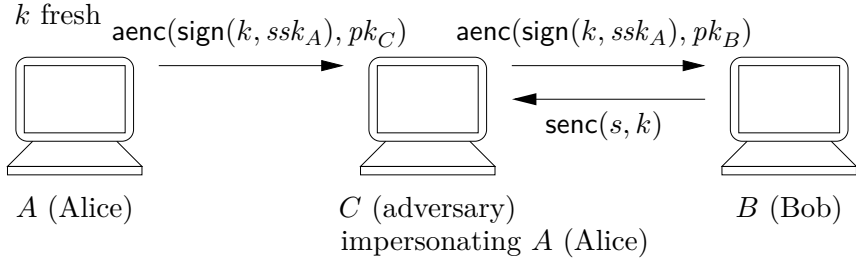 k fresh
aenc(sign(k, ssk_A), pk_C)
aenc(sign(k, ssk_A), pk_B)
senc(s, k)
A (Alice)
C (adversary)
impersonating A (Alice)
B (Bob)